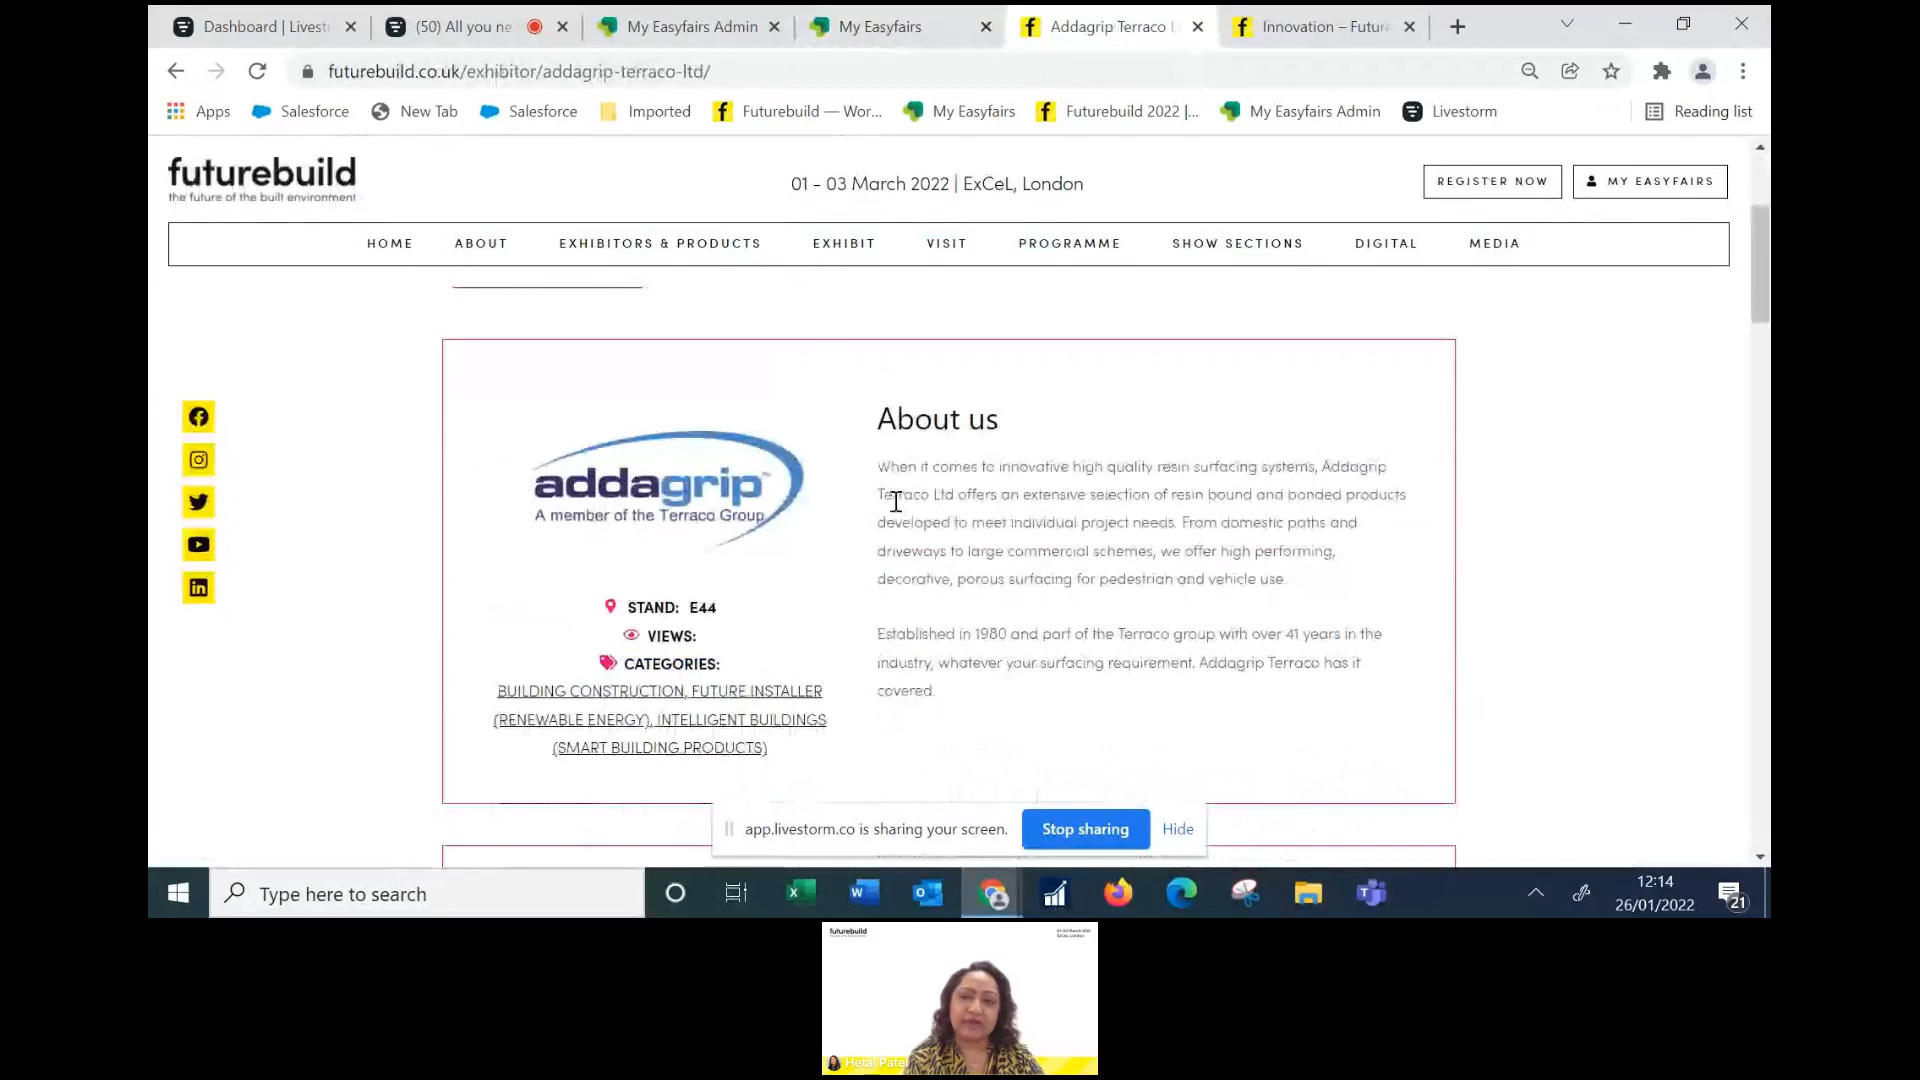 Dashboard | Livest
(50) All you ne
My Easyfairs Admin
My Easyfairs
Addagrip Terraco
Innovation – Futur
futurebuild.co.uk/exhibitor/addagrip-terraco-ltd/
Apps
Salesforce
New Tab
Salesforce
Imported
Futurebuild — Wor...
My Easyfairs
Futurebuild 2022 |...
My Easyfairs Admin
Livestorm
Reading list
futurebuild
the future of the built environment
01 - 03 March 2022 | ExCeL, London
REGISTER NOW
MY EASYFAIRS
HOME
ABOUT
EXHIBITORS & PRODUCTS
EXHIBIT
VISIT
PROGRAMME
SHOW SECTIONS
DIGITAL
MEDIA
addagrip™
A member of the Terraco Group
STAND: E44
VIEWS:
CATEGORIES:
BUILDING CONSTRUCTION, FUTURE INSTALLER
(RENEWABLE ENERGY), INTELLIGENT BUILDINGS
(SMART BUILDING PRODUCTS)
About us
When it comes to innovative high quality resin surfacing systems, Addagrip
Terraco Ltd offers an extensive selection of resin bound and bonded products
developed to meet individual project needs. From domestic paths and
driveways to large commercial schemes, we offer high performing,
decorative, porous surfacing for pedestrian and vehicle use.
Established in 1980 and part of the Terraco group with over 41 years in the
industry, whatever your surfacing requirement. Addagrip Terraco has it
covered.
app.livestorm.co is sharing your screen.
Stop sharing
Hide
Type here to search
12:14
26/01/2022
21
futurebuild
Hetal Patel